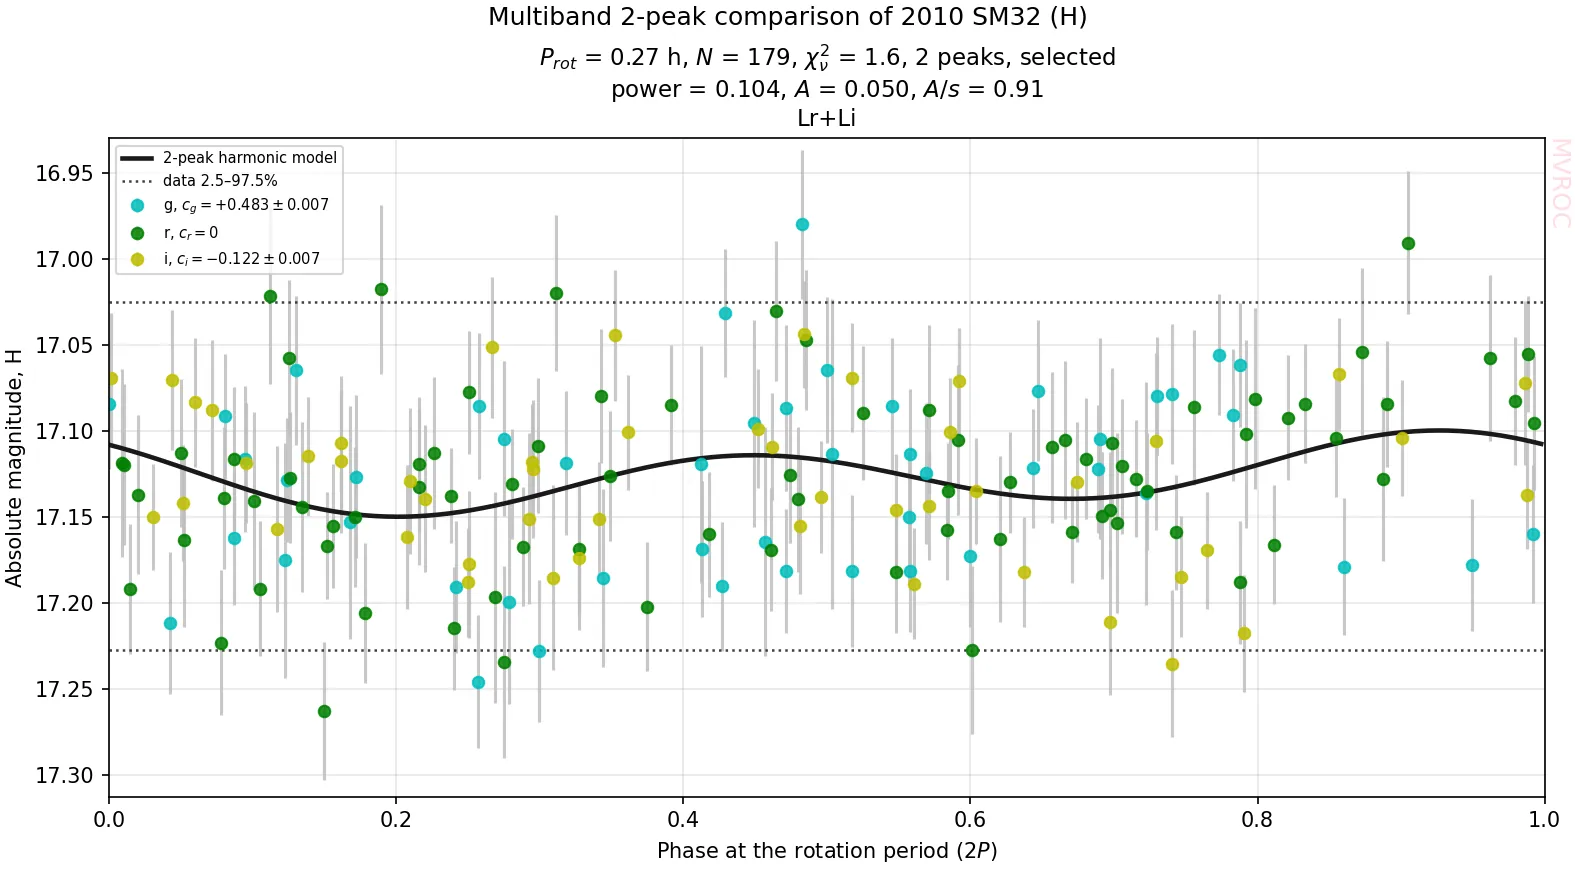 Multiband 2-peak comparison of 2010 SM32 (H)
P_rot = 0.27 h, N = 179, χ²_ν = 1.6, 2 peaks, selected
power = 0.104, A = 0.050, A/s = 0.91
Lr+Li
2-peak harmonic model
data 2.5–97.5%
g, c_g = +0.483 ± 0.007
r, c_r = 0
i, c_i = −0.122 ± 0.007
MVROC
Absolute magnitude, H
16.95
17.00
17.05
17.10
17.15
17.20
17.25
17.30
0.0 0.2 0.4 0.6 0.8 1.0
Phase at the rotation period (2P)